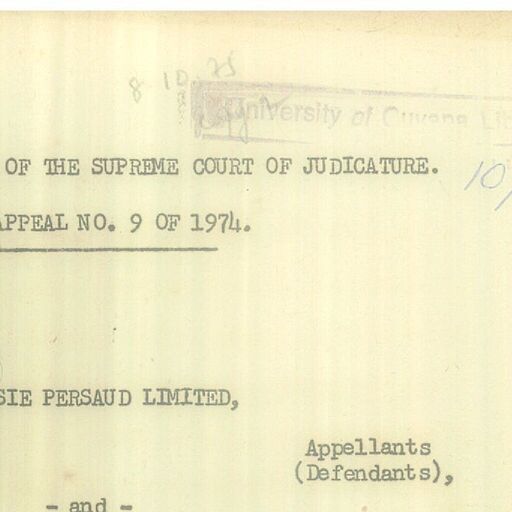 8 10. 75
University of Guyana Lib
OF THE SUPREME COURT OF JUDICATURE.
10/
APPEAL NO. 9 OF 1974.
SIE PERSAUD LIMITED,
Appellants
(Defendants),
- and -